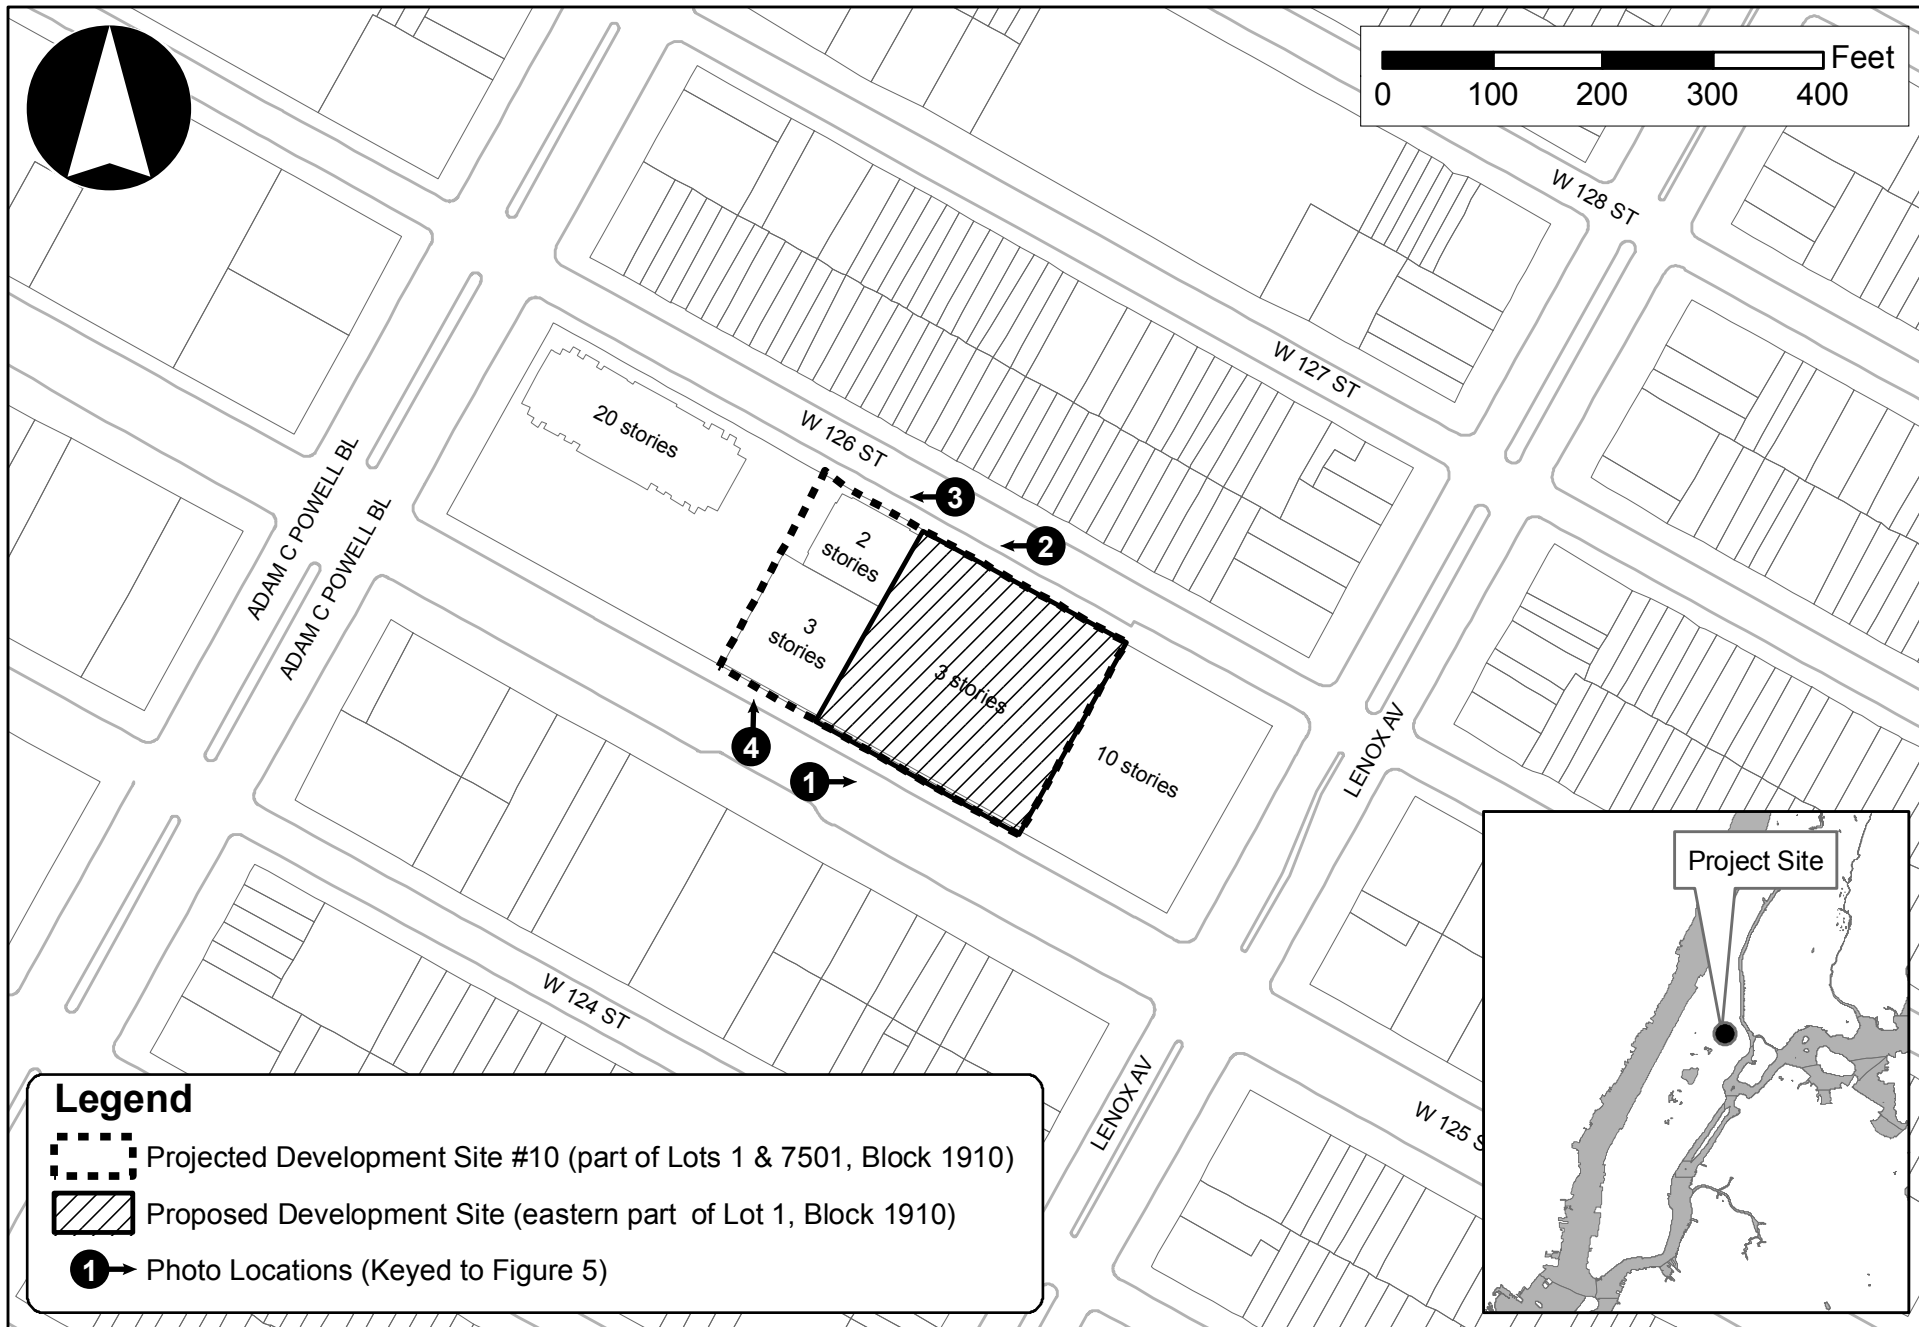 Feet
0 100 200 300 400
W 128 ST
W 127 ST
W 126 ST
20 stories
ADAM C POWELL BL
ADAM C POWELL BL
3
2
2
stories
3
stories
3 stories
4
1
10 stories
LENOX AV
Project Site
W 124 ST
LENOX AV
W 125 S
Legend
Projected Development Site #10 (part of Lots 1 & 7501, Block 1910)
Proposed Development Site (eastern part of Lot 1, Block 1910)
1 Photo Locations (Keyed to Figure 5)